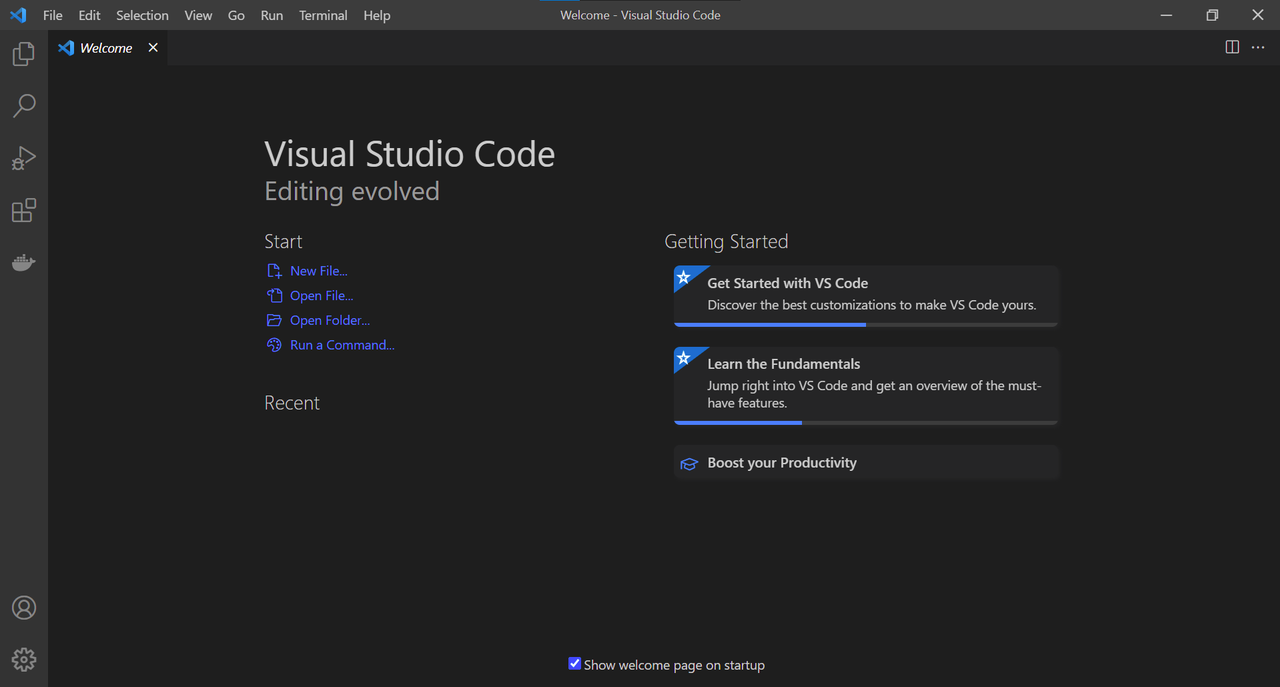 File Edit Selection View Go Run Terminal Help
Welcome - Visual Studio Code
Welcome
Visual Studio Code
Editing evolved
Start
New File...
Open File...
Open Folder...
Run a Command...
Recent
Getting Started
Get Started with VS Code
Discover the best customizations to make VS Code yours.
Learn the Fundamentals
Jump right into VS Code and get an overview of the must-
have features.
Boost your Productivity
Show welcome page on startup